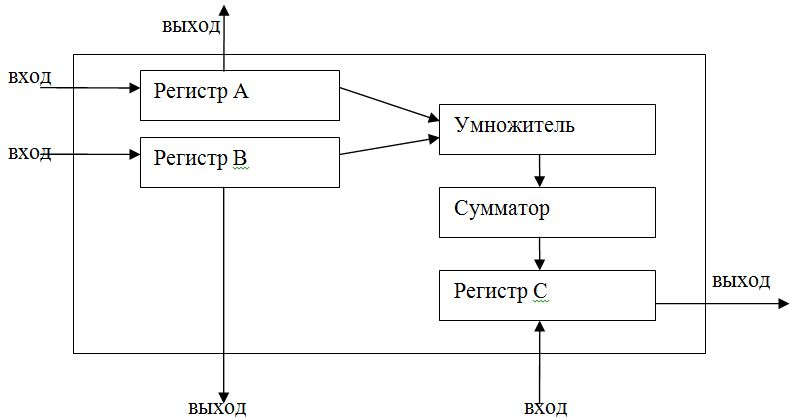 выход
вход
Регистр А
Умножитель
вход
Регистр В
Сумматор
выход
Регистр С
выход
вход